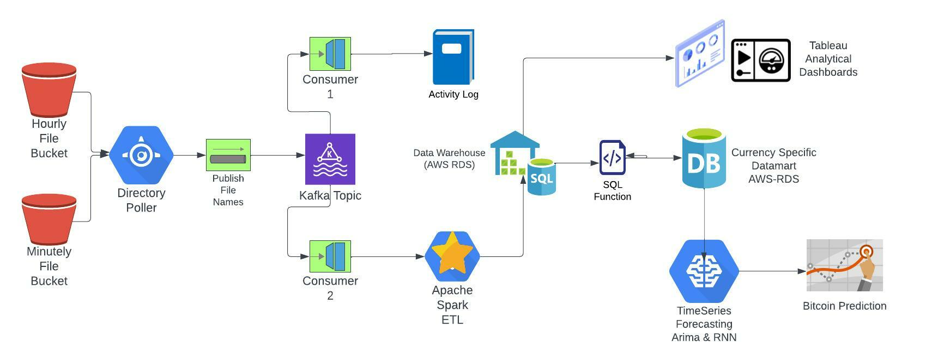 Hourly
File
Bucket
Minutely
File
Bucket
Directory
Poller
Publish
File
Names
Kafka Topic
Consumer
1
Consumer
2
Activity Log
Apache
Spark
ETL
Data Warehouse
(AWS RDS)
SQL
SQL
Function
DB
Currency Specific
Datamart
AWS-RDS
Tableau
Analytical
Dashboards
TimeSeries
Forecasting
Arima & RNN
Bitcoin Prediction